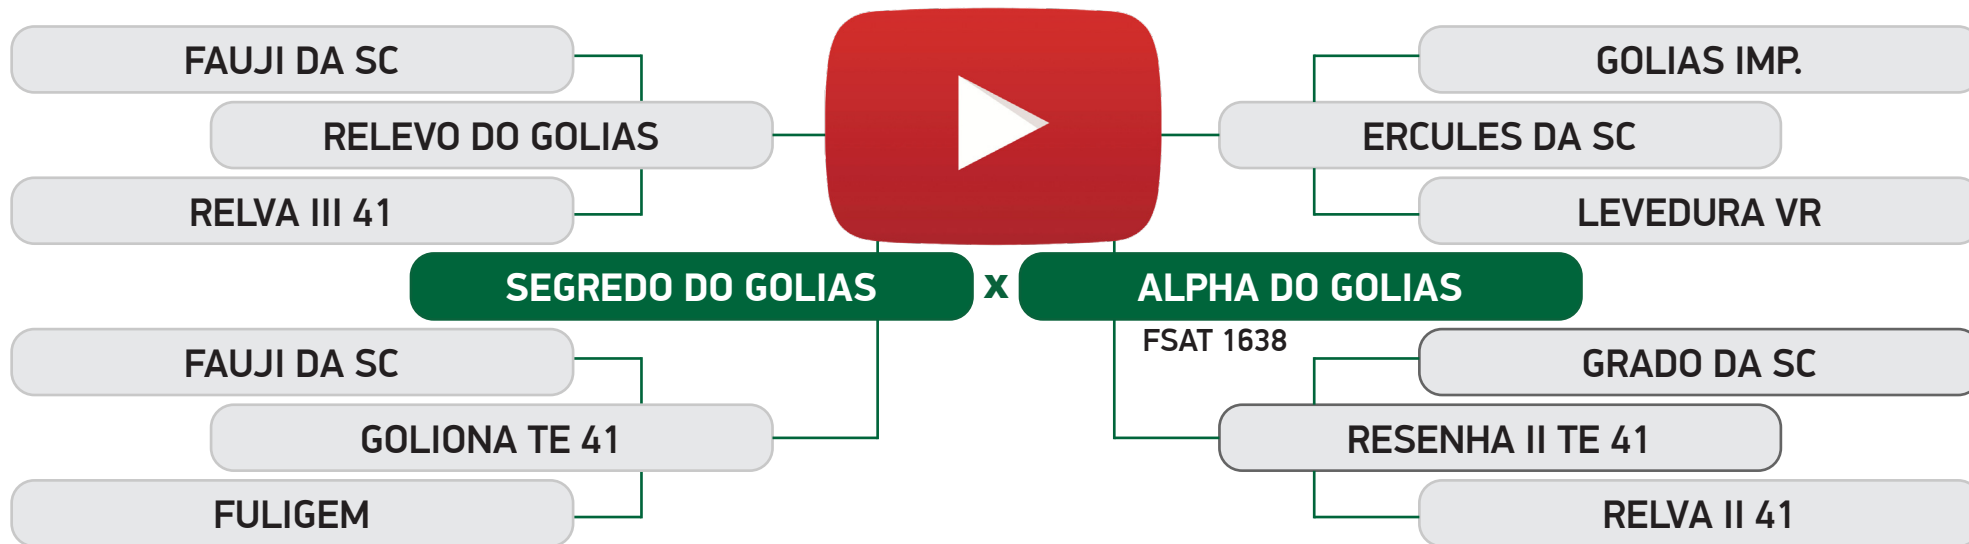 FAUJI DA SC
GOLIAS IMP.
RELEVO DO GOLIAS
ERCULES DA SC
RELVA III 41
LEVEDURA VR
SEGREDO DO GOLIAS x ALPHA DO GOLIAS
FSAT 1638
FAUJI DA SC
GRADO DA SC
GOLIONA TE 41
RESENHA II TE 41
FULIGEM
RELVA II 41